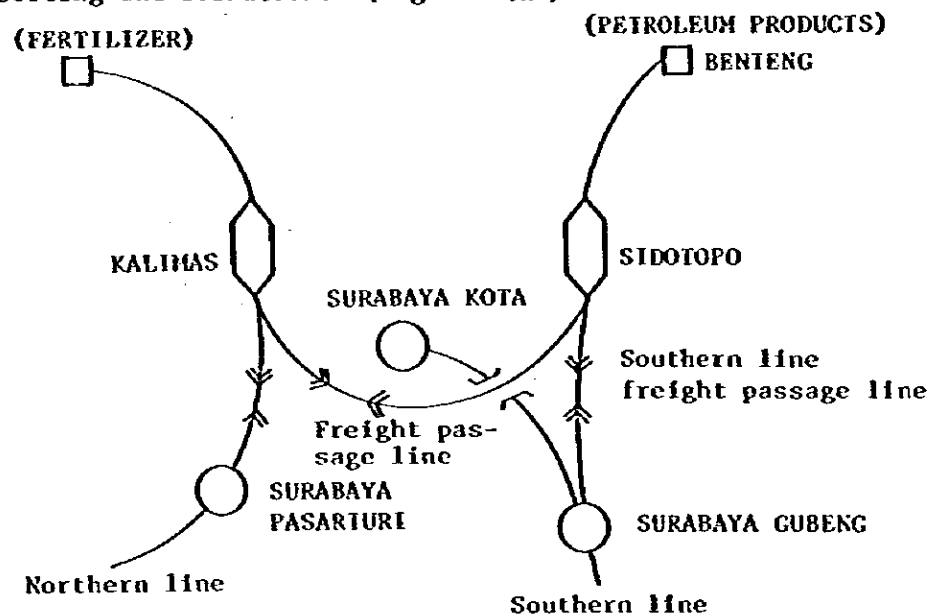 (FERTILIZER)
(PETROLEUM PRODUCTS)
BENTENG
KALIMAS
SIDOTOPO
SURABAYA KOTA
Southern line
freight passage line
Freight pas-
sage line
SURABAYA
PASARTURI
SURABAYA GUBENG
Northern line
Southern line